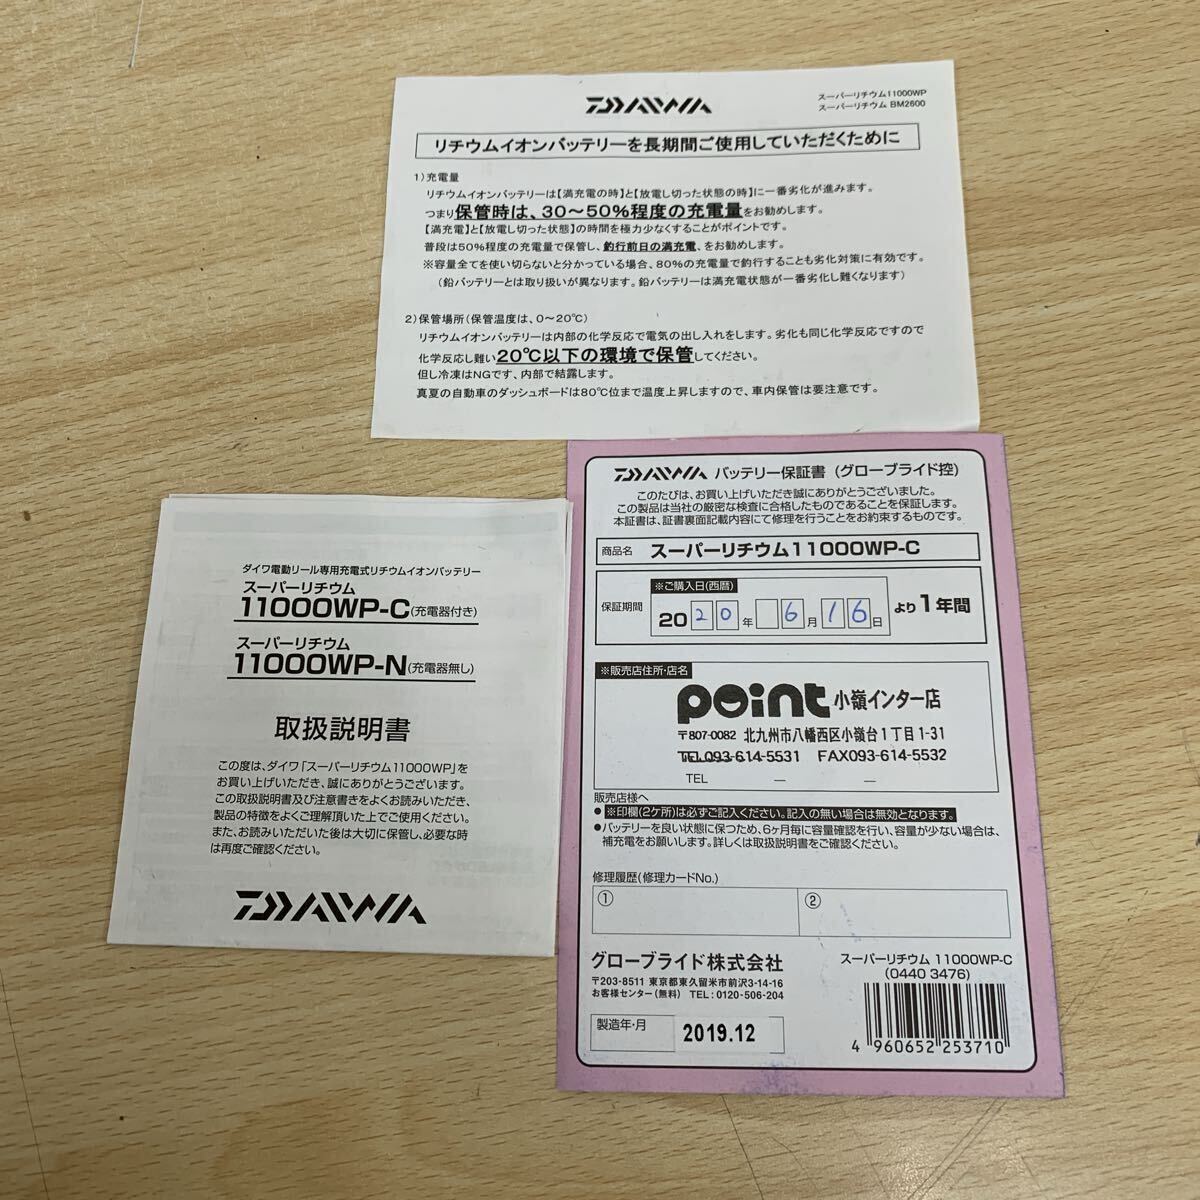 DAIWA
スーパーリチウム11000WP
スーパーリチウム BM2600
リチウムイオンバッテリーを長期間ご使用していただくために
1)充電量
リチウムイオンバッテリーは【満充電の時】と【放電し切った状態の時】に一番劣化が進みます。
つまり保管時は、30～50%程度の充電量をお勧めします。
【満充電】と【放電し切った状態】の時間を極力少なくすることがポイントです。
普段は50%程度の充電量で保管し、釣行前日の満充電、をお勧めします。
※容量全てを使い切らないと分かっている場合、80%の充電量で釣行することも劣化対策に有効です。
(鉛バッテリーとは取り扱いが異なります。鉛バッテリーは満充電状態が一番劣化し難くなります)
2)保管場所(保管温度は、0～20℃)
リチウムイオンバッテリーは内部の化学反応で電気の出し入れをします。劣化も同じ化学反応ですので
化学反応し難い20℃以下の環境で保管してください。
但し冷凍はNGです、内部で結露します。
真夏の自動車のダッシュボードは80℃位まで温度上昇しますので、車内保管は要注意です。
ダイワ電動リール専用充電式リチウムイオンバッテリー
スーパーリチウム
11000WP-C(充電器付き)
スーパーリチウム
11000WP-N(充電器無し)
取扱説明書
この度は、ダイワ「スーパーリチウム11000WP」を
お買い上げいただき、誠にありがとうございます。
この取扱説明書及び注意書きをよくお読みいただき、
製品の特徴をよくご理解頂いた上でご使用ください。
また、お読みいただいた後は大切に保管し、必要な時
は再度ご確認ください。
DAIWA
DAIWA バッテリー保証書 (グローブライド控)
このたびは、お買い上げいただき誠にありがとうございました。
この製品は当社の厳密な検査に合格したものであることを保証します。
本証書は、証書裏面記載内容にて修理を行うことをお約束するものです。
商品名 スーパーリチウム11000WP-C
保証期間 ※ご購入日(西暦)
2020年 6月16日 より1年間
※販売店住所・店名
point 小嶺インター店
〒807-0082 北九州市八幡西区小嶺台1丁目1-31
TEL093-614-5531 FAX093-614-5532
TEL ― ―
販売店様へ
●※印欄(2ケ所)は必ずご記入ください。記入の無い場合は無効となります。
●バッテリーを良い状態に保つため、6ヶ月毎に容量確認を行い、容量が少ない場合は、
補充電をお願いします。詳しくは取扱説明書をご確認ください。
修理履歴(修理カードNo.)
① ②
グローブライド株式会社
〒203-8511 東京都東久留米市前沢3-14-16
お客様センター(無料) TEL:0120-506-204
製造年・月 2019.12
スーパーリチウム 11000WP-C
(0440 3476)
4 960652 253710